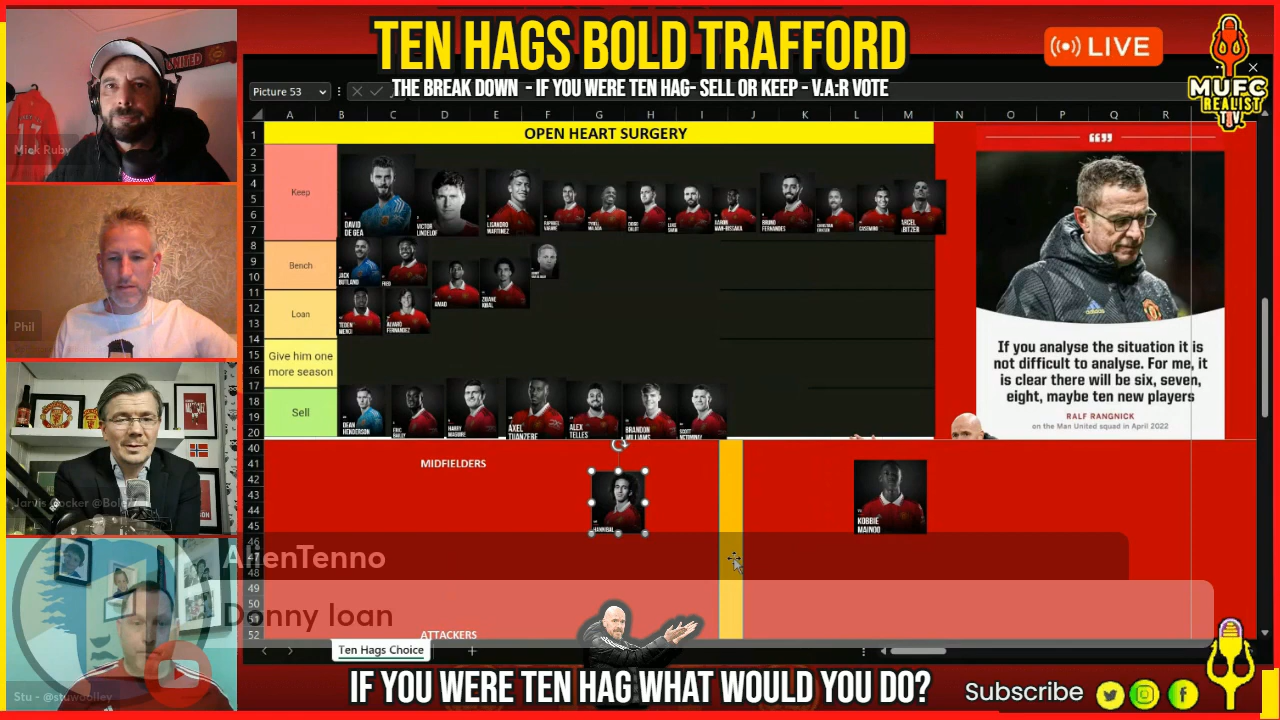 TEN HAGS BOLD TRAFFORD
LIVE
THE BREAK DOWN - IF YOU WERE TEN HAG- SELL OR KEEP - V.A:R VOTE
MUFC
REALIST
TV.
Picture 53
A B C D E F G H I J K L M N O P Q R
OPEN HEART SURGERY
Keep
DAVID
DE GEA
VICTOR
LINDELOF
LISANDRO
MARTINEZ
BRUNO
FERNANDES
CASEMIRO
Bench
JACK
BUTLAND
FRED
AMAD
ZIDANE
IQBAL
Loan
ALVARO
FERNANDEZ
Give him one
more season
Sell
DEAN
HENDERSON
ERIC
BAILLY
HARRY
MAGUIRE
AXEL
TUANZEBE
ALEX
TELLES
BRANDON
WILLIAMS
SCOTT
MCTOMINAY
If you analyse the situation it is
not difficult to analyse. For me, it
is clear there will be six, seven,
eight, maybe ten new players
RALF RANGNICK
on the Man United squad in April 2022
MIDFIELDERS
HANNIBAL
KOBBIE
MAINOO
ATTACKERS
Mick Ruby
Phil
Jarvis Cocker
Stu - @stuwoolley
AlienTenno
Donny loan
Ten Hags Choice
IF YOU WERE TEN HAG WHAT WOULD YOU DO?
Subscribe